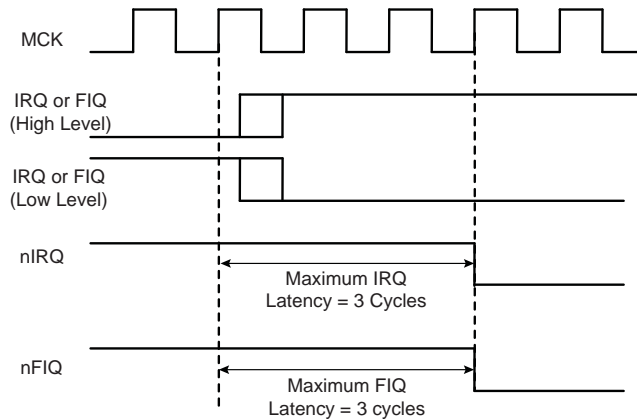 MCK
IRQ or FIQ
(High Level)
IRQ or FIQ
(Low Level)
nIRQ
Maximum IRQ
Latency = 3 Cycles
nFIQ
Maximum FIQ
Latency = 3 cycles